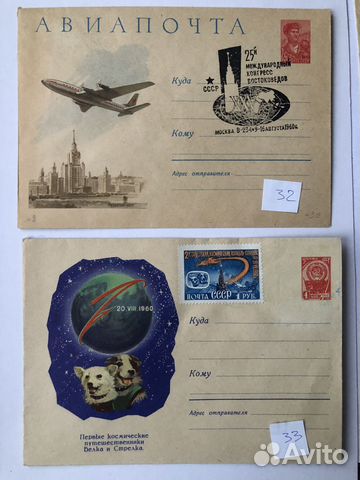 АВИАПОЧТА
25й
МЕЖДУНАРОДНЫЙ
КОНГРЕСС
ВОСТОКОВЕДОВ
СССР
МОСКВА
Куда
Кому
Адрес отправителя
32
20 VIII 1960
ПОЧТА СССР 1 РУБ.
Куда
Кому
Адрес отправителя
Первые космические
путешественники
Белка и Стрелка.
33
Avito